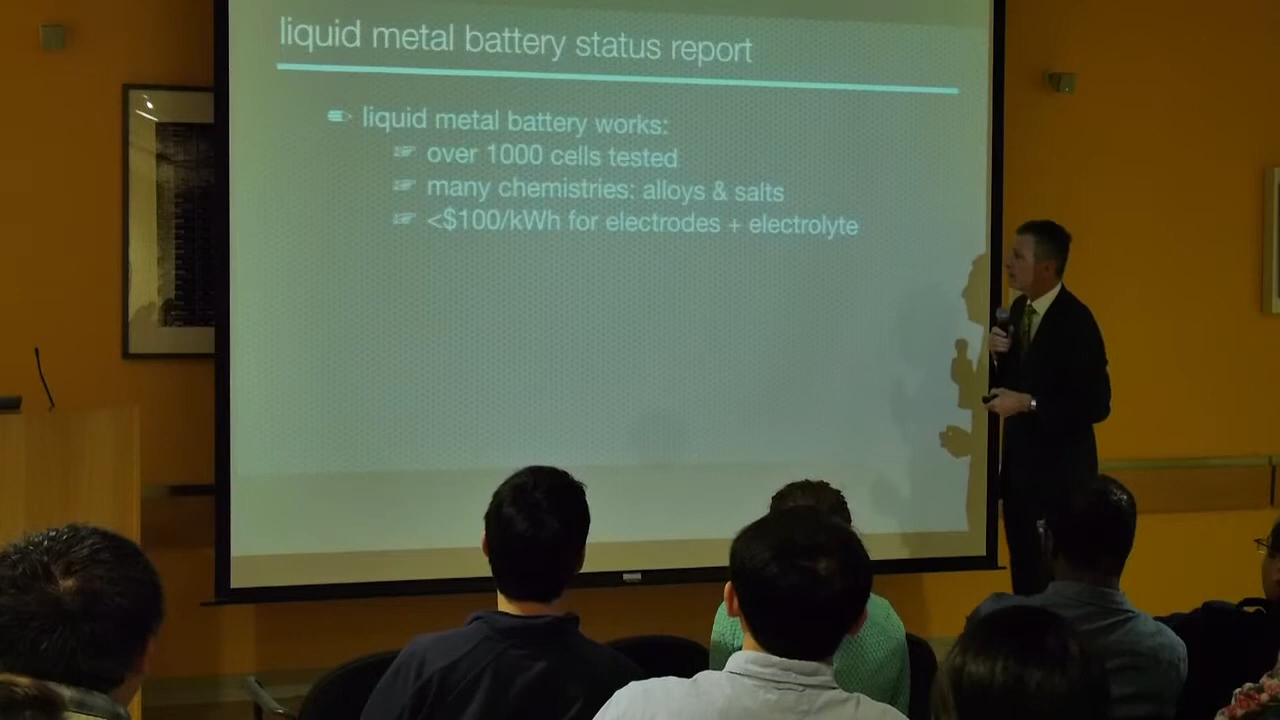 liquid metal battery status report
liquid metal battery works:
over 1000 cells tested
many chemistries: alloys & salts
<$100/kWh for electrodes + electrolyte